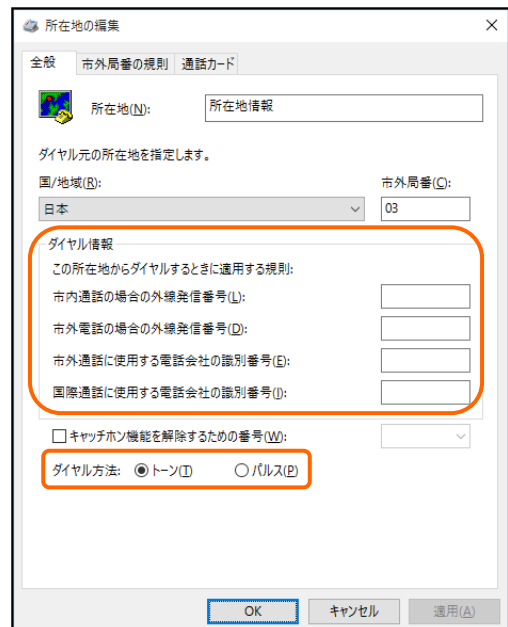 所在地の編集
全般 市外局番の規則 通話カード
所在地(N): 所在地情報
ダイヤル元の所在地を指定します。
国/地域(R): 市外局番(C):
日本 03
ダイヤル情報
この所在地からダイヤルするときに適用する規則:
市内通話の場合の外線発信番号(L):
市外電話の場合の外線発信番号(D):
市外通話に使用する電話会社の識別番号(E):
国際通話に使用する電話会社の識別番号(I):
キャッチホン機能を解除するための番号(W):
ダイヤル方法: トーン(T) パルス(P)
OK キャンセル 適用(A)